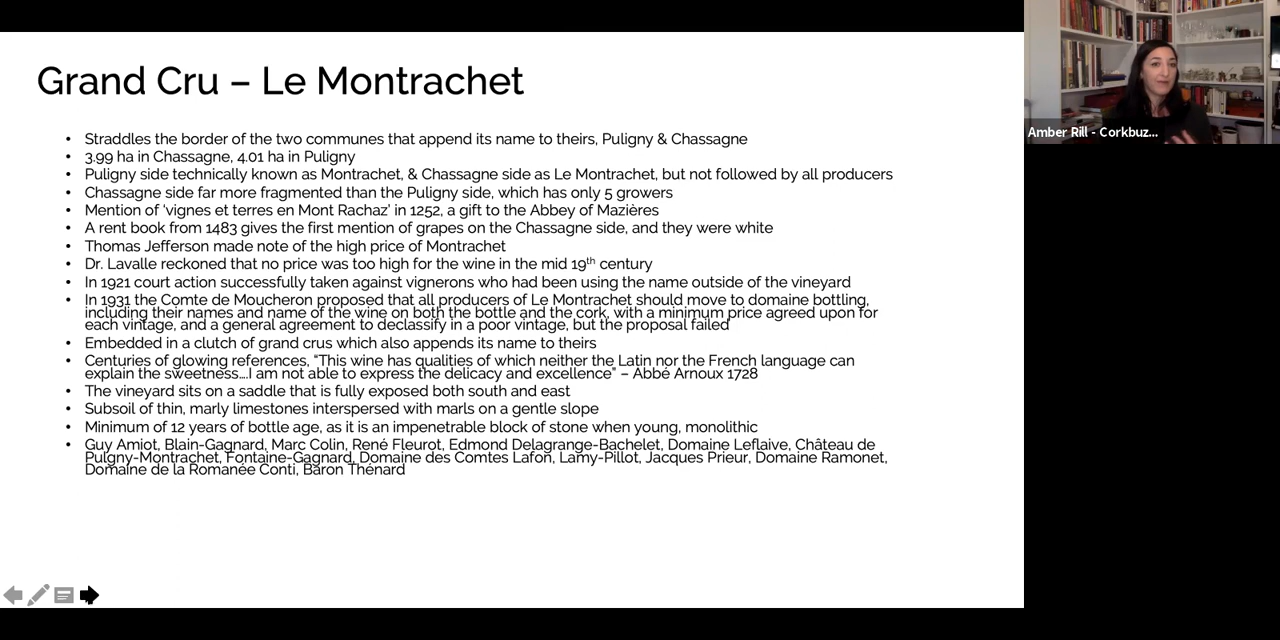 Grand Cru – Le Montrachet
• Straddles the border of the two communes that append its name to theirs, Puligny & Chassagne
• 3.99 ha in Chassagne, 4.01 ha in Puligny
• Puligny side technically known as Montrachet, & Chassagne side as Le Montrachet, but not followed by all producers
• Chassagne side far more fragmented than the Puligny side, which has only 5 growers
• Mention of ‘vignes et terres en Mont Rachaz’ in 1252, a gift to the Abbey of Mazières
• A rent book from 1483 gives the first mention of grapes on the Chassagne side, and they were white
• Thomas Jefferson made note of the high price of Montrachet
• Dr. Lavalle reckoned that no price was too high for the wine in the mid 19th century
• In 1921 court action successfully taken against vignerons who had been using the name outside of the vineyard
• In 1931 the Comte de Moucheron proposed that all producers of Le Montrachet should move to domaine bottling,
including their names and name of the wine on both the bottle and the cork, with a minimum price agreed upon for
each vintage, and a general agreement to declassify in a poor vintage, but the proposal failed
• Embedded in a clutch of grand crus which also appends its name to theirs
• Centuries of glowing references, “This wine has qualities of which neither the Latin nor the French language can
explain the sweetness….I am not able to express the delicacy and excellence” – Abbé Arnoux 1728
• The vineyard sits on a saddle that is fully exposed both south and east
• Subsoil of thin, marly limestones interspersed with marls on a gentle slope
• Minimum of 12 years of bottle age, as it is an impenetrable block of stone when young, monolithic
• Guy Amiot, Blain-Gagnard, Marc Colin, René Fleurot, Edmond Delagrange-Bachelet, Domaine Leflaive, Château de
Pulgny-Montrachet, Fontaine-Gagnard, Domaine des Comtes Lafon, Lamy-Pillot, Jacques Prieur, Domaine Ramonet,
Domaine de la Romanée Conti, Baron Thénard
Amber Rill - Corkbuz...